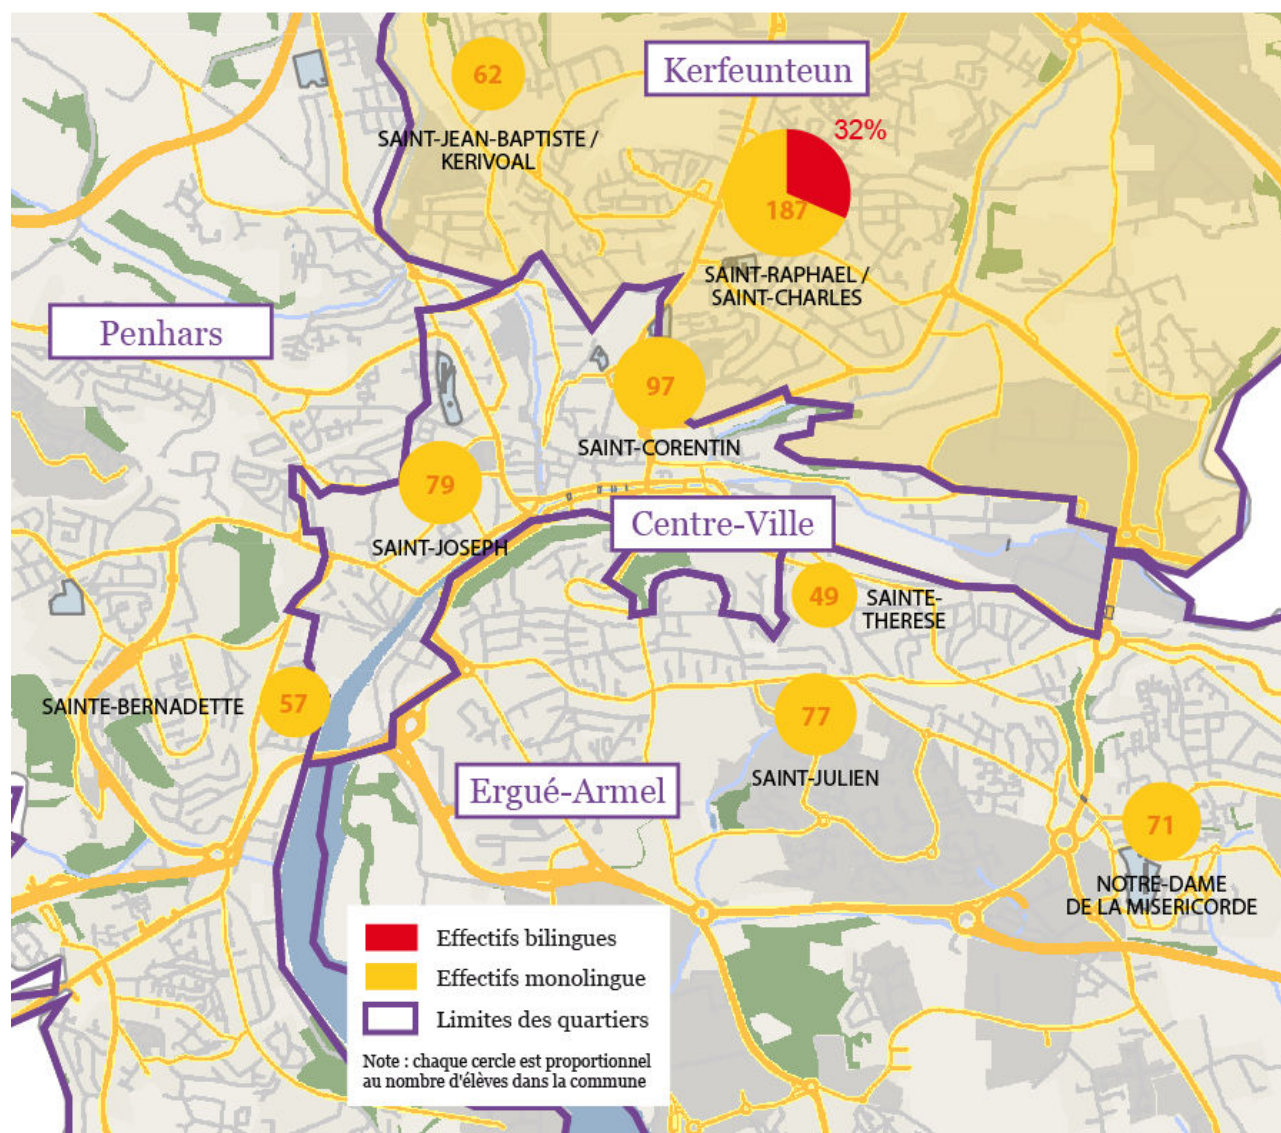 62
Kerfeunteun
SAINT-JEAN-BAPTISTE /
KERIVOAL
32%
187
SAINT-RAPHAEL /
SAINT-CHARLES
Penhars
97
SAINT-CORENTIN
79
SAINT-JOSEPH
Centre-Ville
49
SAINTE-
THERESE
SAINTE-BERNADETTE
57
77
SAINT-JULIEN
Ergué-Armel
71
NOTRE-DAME
DE LA MISERICORDE
Effectifs bilingues
Effectifs monolingue
Limites des quartiers
Note : chaque cercle est proportionnel
au nombre d'élèves dans la commune